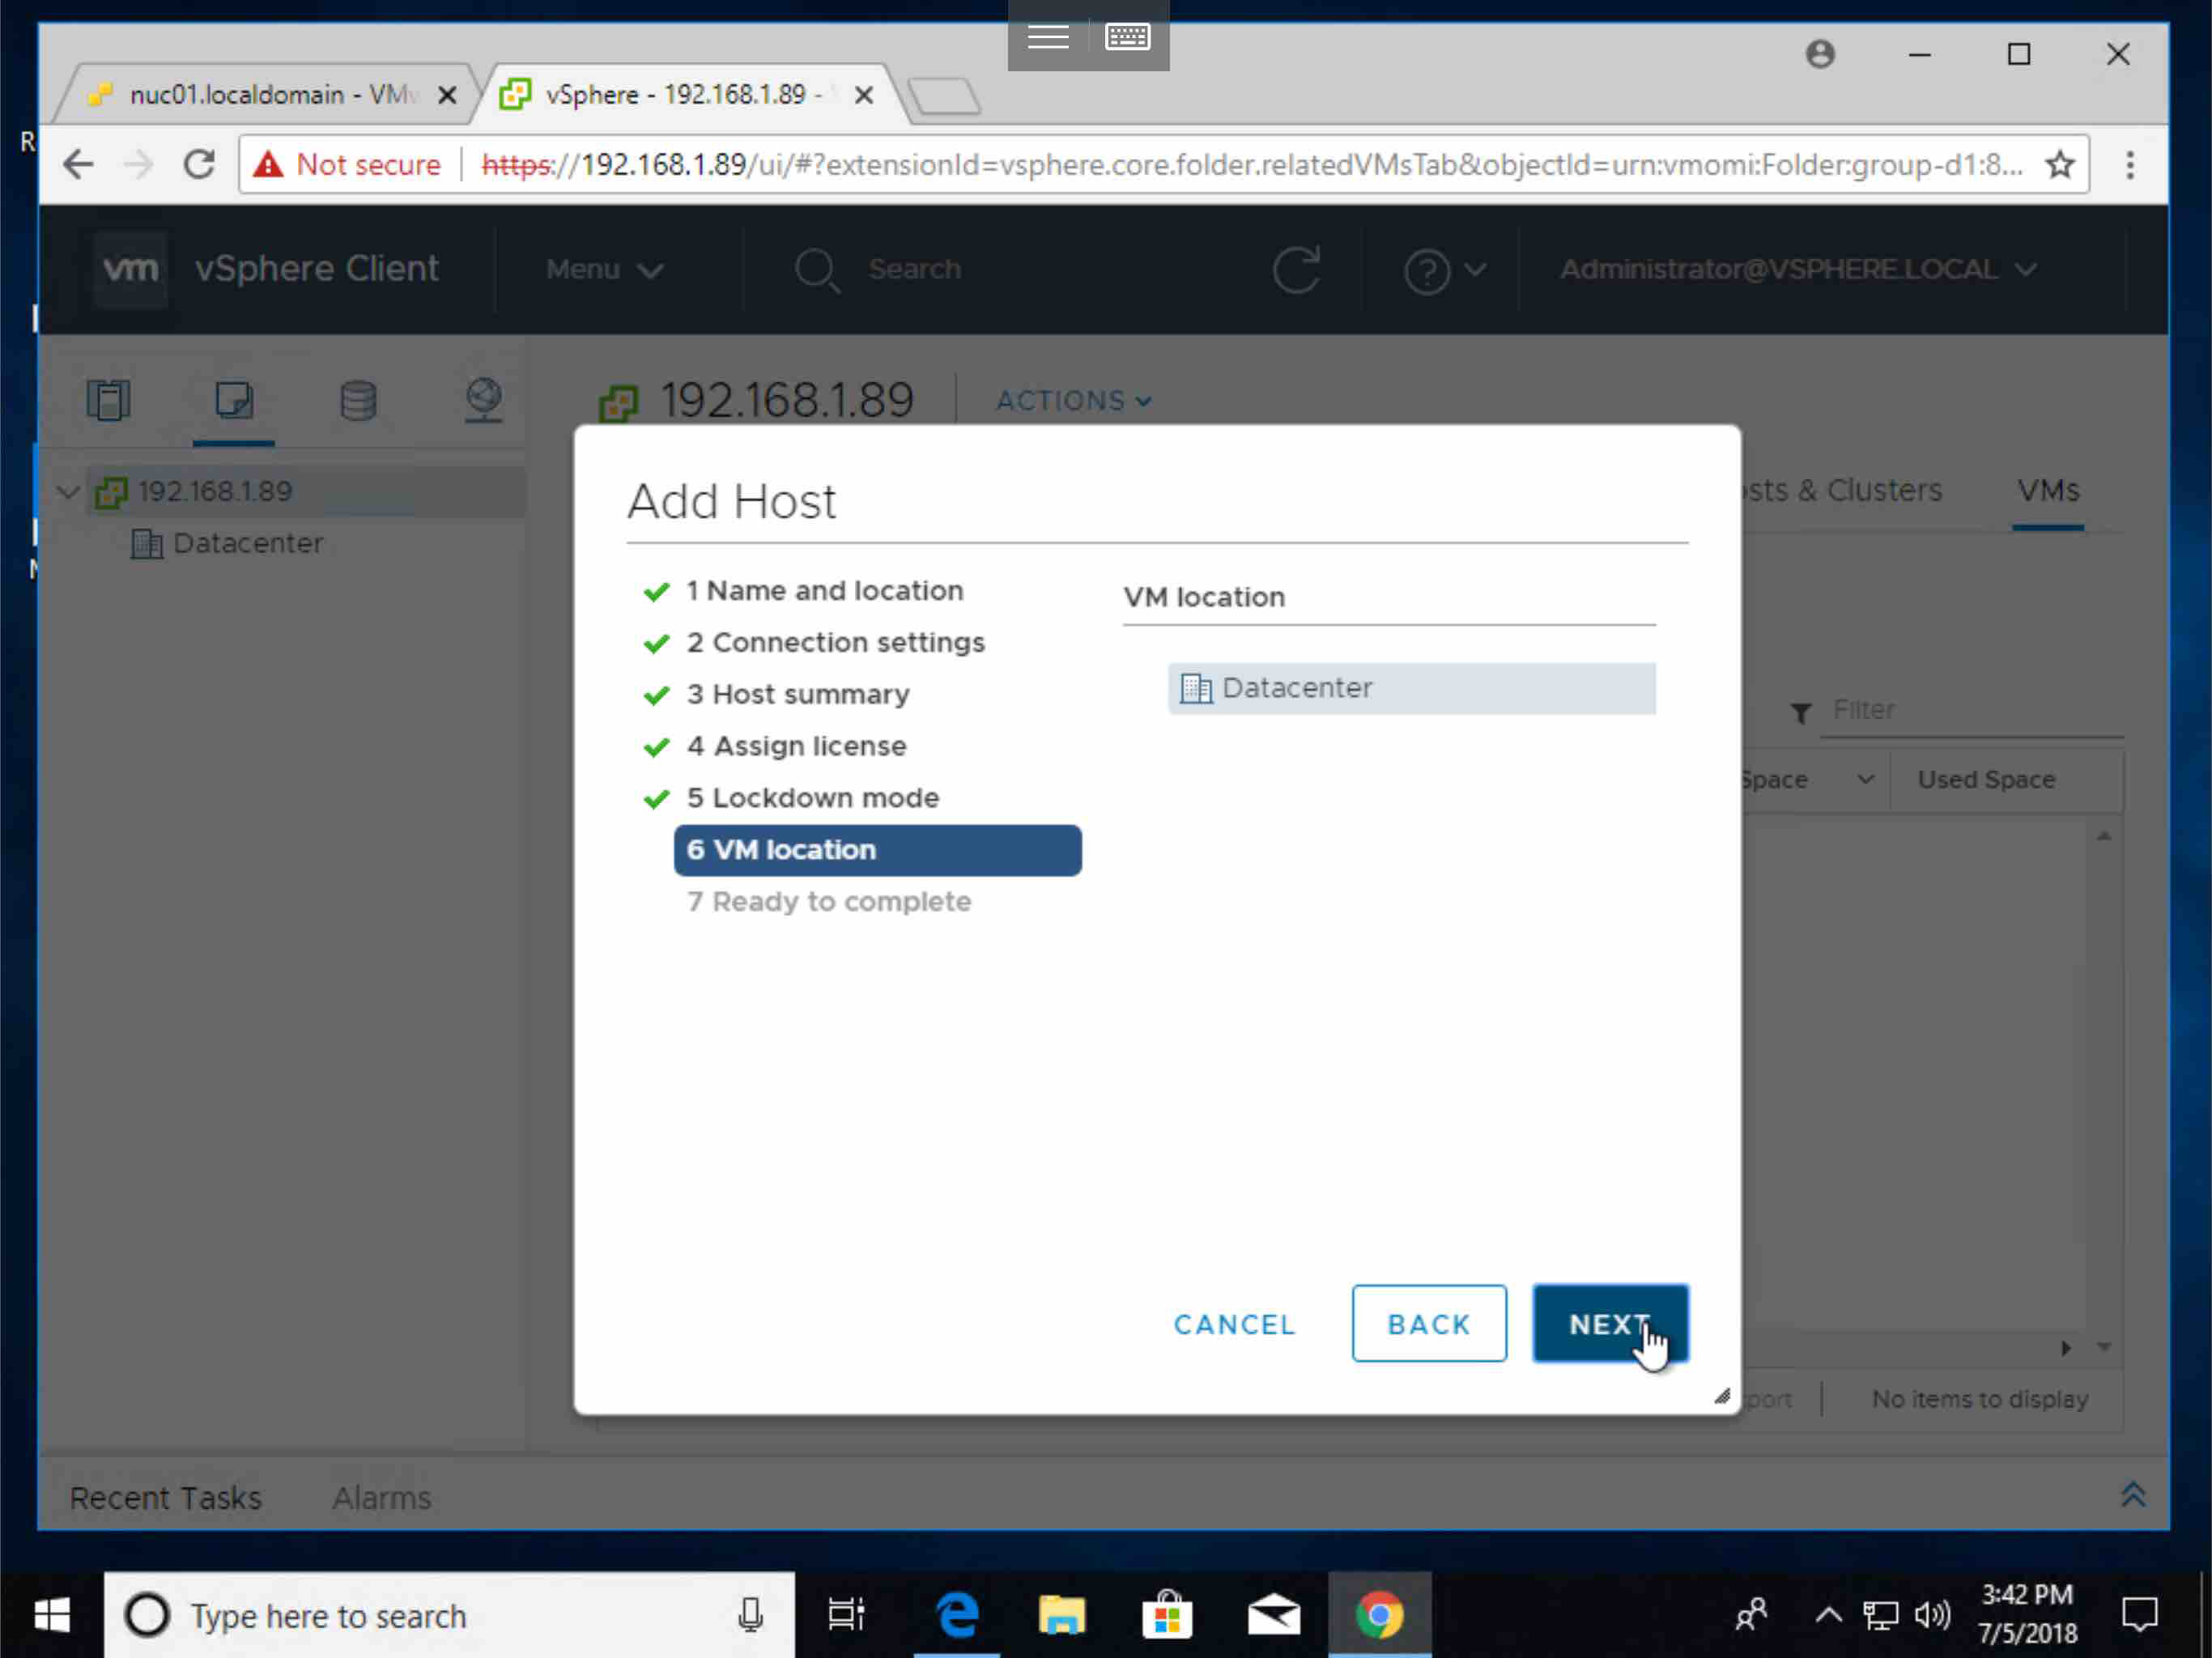 nuc01.localdomain - VM
vSphere - 192.168.1.89 -
Not secure | https://192.168.1.89/ui/#?extensionId=vsphere.core.folder.relatedVMsTab&objectId=urn:vmomi:Folder:group-d1:8...
R
vm vSphere Client Menu Search Administrator@VSPHERE.LOCAL
192.168.1.89 ACTIONS
192.168.1.89
Datacenter
sts & Clusters VMs
Add Host
1 Name and location
2 Connection settings
3 Host summary
4 Assign license
5 Lockdown mode
6 VM location
7 Ready to complete
VM location
Datacenter
Filter
Space Used Space
CANCEL BACK NEXT
port No items to display
Recent Tasks Alarms
Type here to search
3:42 PM
7/5/2018